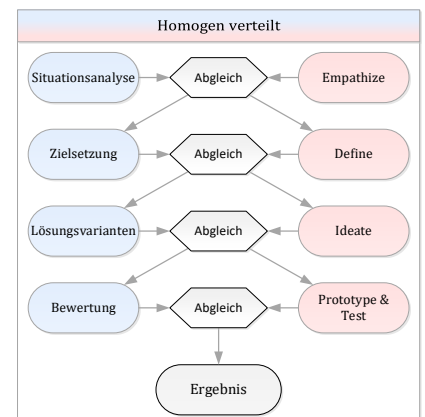 Homogen verteilt
Situationsanalyse
Abgleich
Empathize
Zielsetzung
Abgleich
Define
Lösungsvarianten
Abgleich
Ideate
Bewertung
Abgleich
Prototype &
Test
Ergebnis